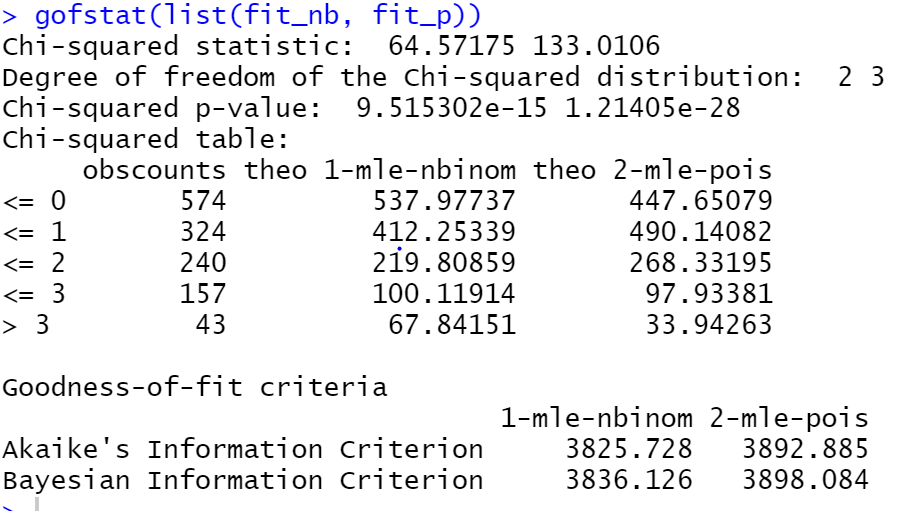 > gofstat(list(fit_nb, fit_p))
Chi-squared statistic:  64.57175 133.0106
Degree of freedom of the Chi-squared distribution:  2 3
Chi-squared p-value:  9.515302e-15 1.21405e-28
Chi-squared table:
     obscounts theo 1-mle-nbinom theo 2-mle-pois
<= 0       574         537.97737       447.65079
<= 1       324         412.25339       490.14082
<= 2       240         219.80859       268.33195
<= 3       157         100.11914        97.93381
> 3         43          67.84151        33.94263
Goodness-of-fit criteria
                               1-mle-nbinom 2-mle-pois
Akaike's Information Criterion     3825.728   3892.885
Bayesian Information Criterion     3836.126   3898.084
>